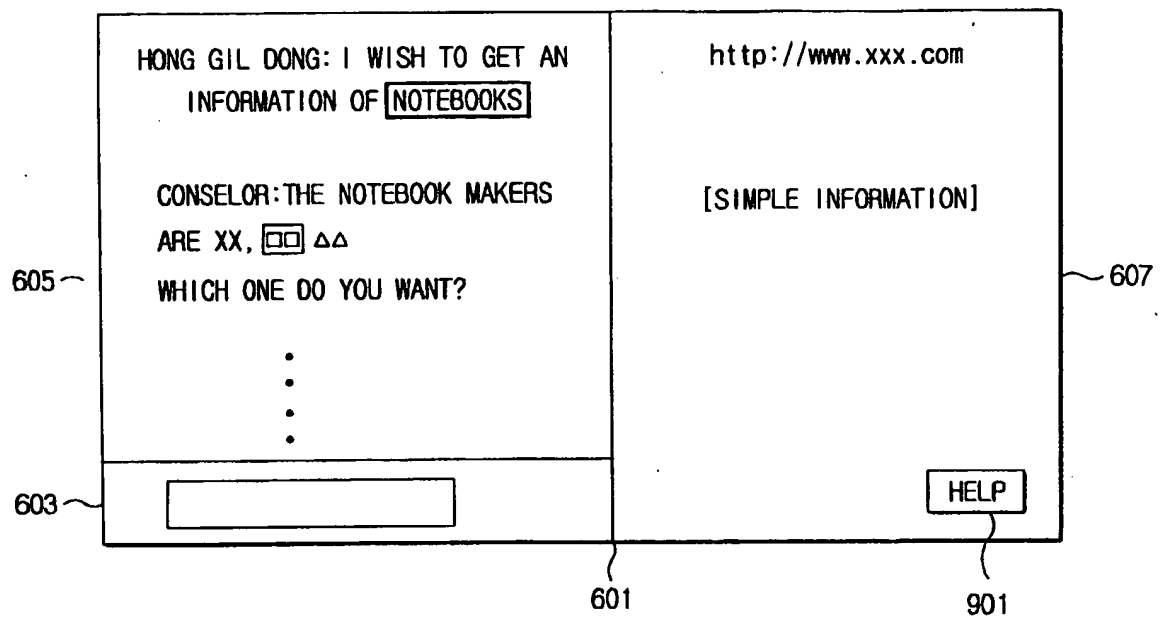 HONG GIL DONG: I WISH TO GET AN
INFORMATION OF NOTEBOOKS
CONSELOR:THE NOTEBOOK MAKERS
ARE XX, □□ △△
WHICH ONE DO YOU WANT?
http://www.xxx.com
[SIMPLE INFORMATION]
HELP
605
607
603
601
901